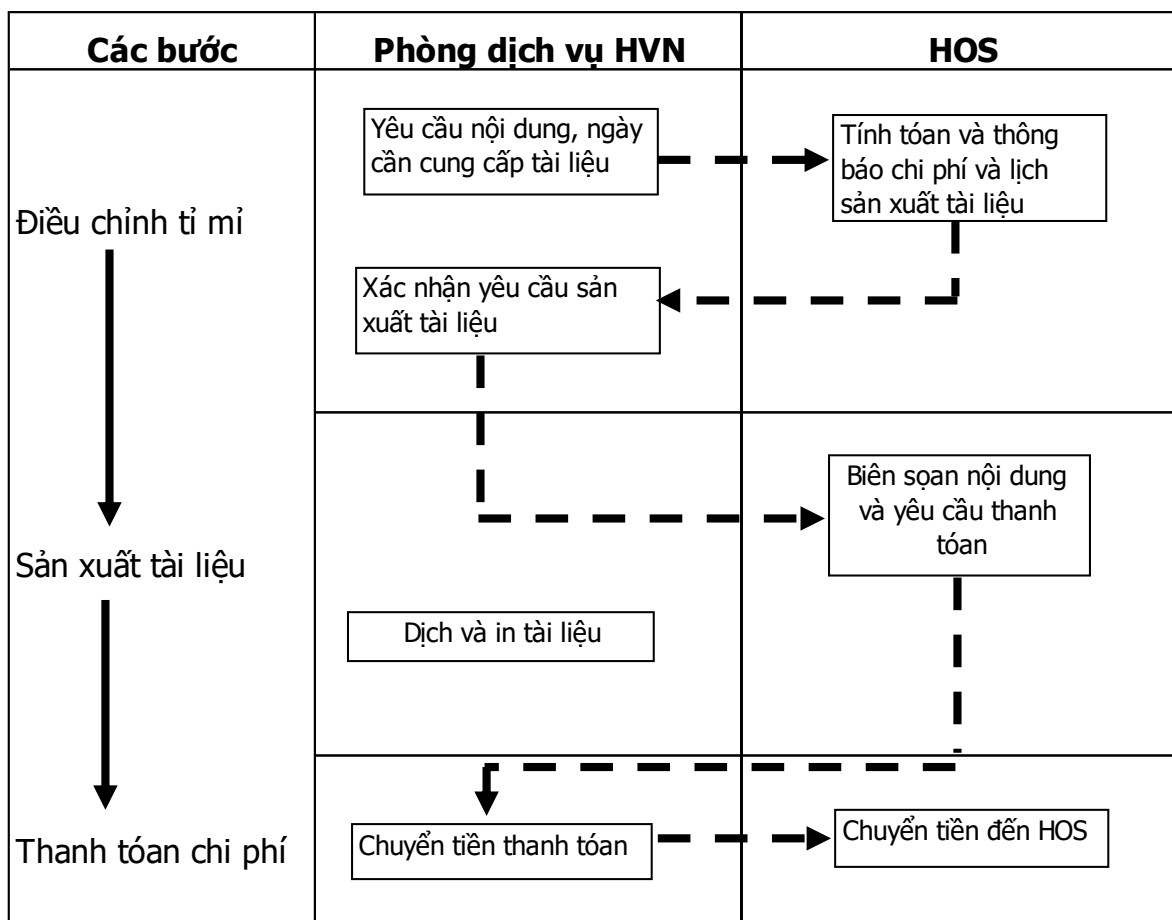 Các bước
Phòng dịch vụ HVN
HOS
Yêu cầu nội dung, ngày
cần cung cấp tài liệu
Tính tóan và thông
báo chi phí và lịch
sản xuất tài liệu
Điều chỉnh tỉ mỉ
Xác nhận yêu cầu sản
xuất tài liệu
Biên sọan nội dung
và yêu cầu thanh
tóan
Sản xuất tài liệu
Dịch và in tài liệu
Thanh tóan chi phí
Chuyển tiền thanh tóan
Chuyển tiền đến HOS